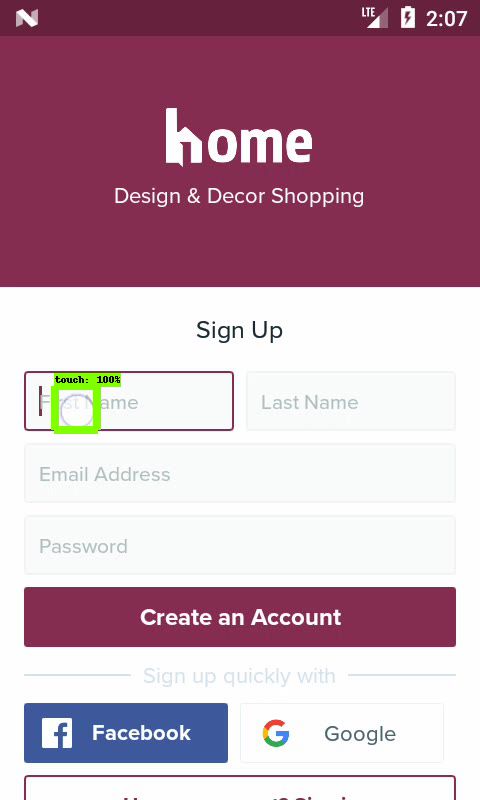 LTE 2:07
home
Design & Decor Shopping
Sign Up
touch: 100%
First Name
Last Name
Email Address
Password
Create an Account
Sign up quickly with
Facebook
Google